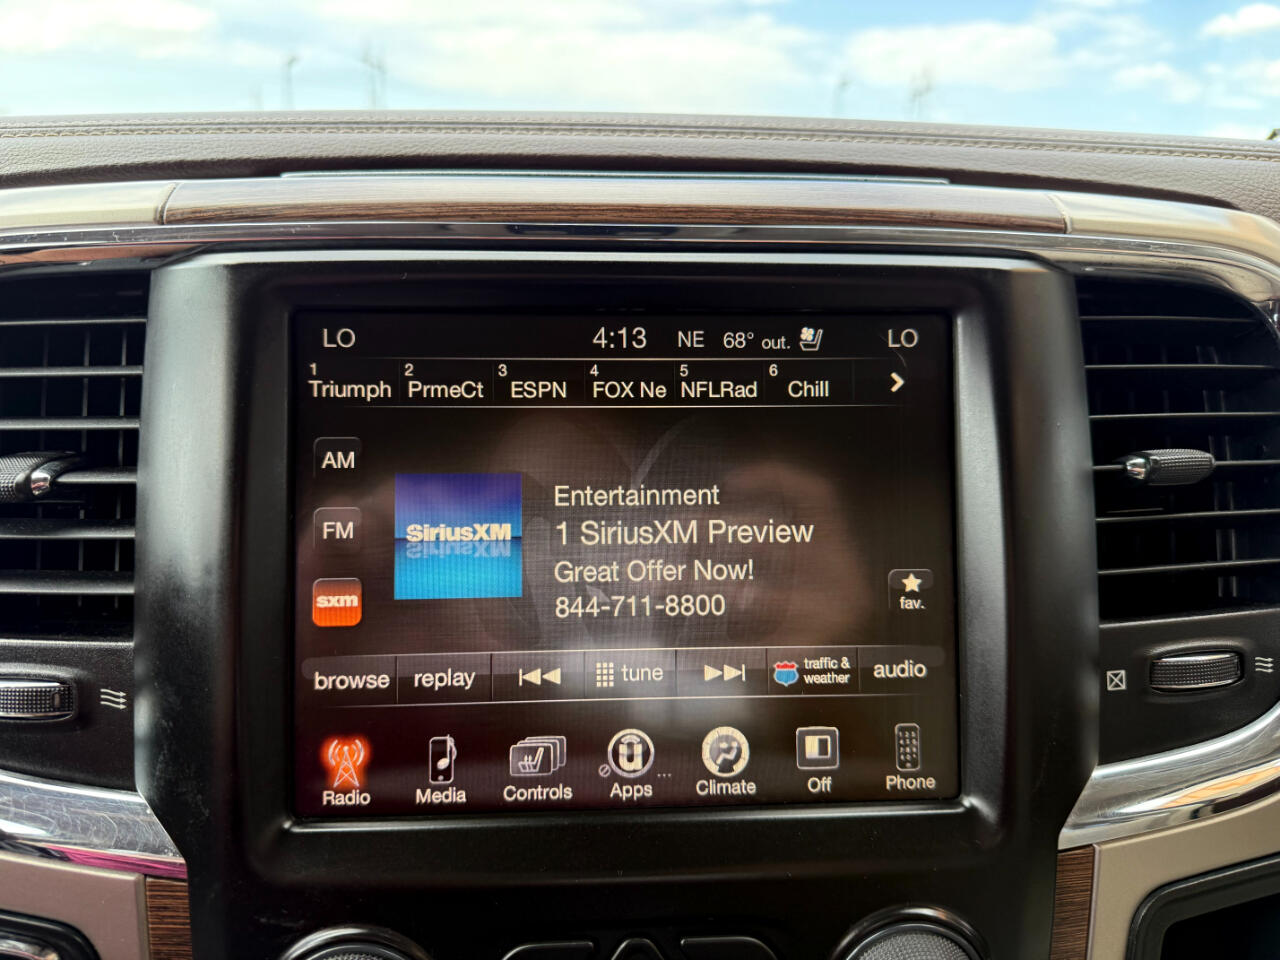 LO 4:13 NE 68° out. LO
1 Triumph 2 PrmeCt 3 ESPN 4 FOX Ne 5 NFLRad 6 Chill
AM
FM
sxm
SiriusXM
Entertainment
1 SiriusXM Preview
Great Offer Now!
844-711-8800
fav.
browse replay tune traffic & weather audio
Radio Media Controls Apps ... Climate Off Phone